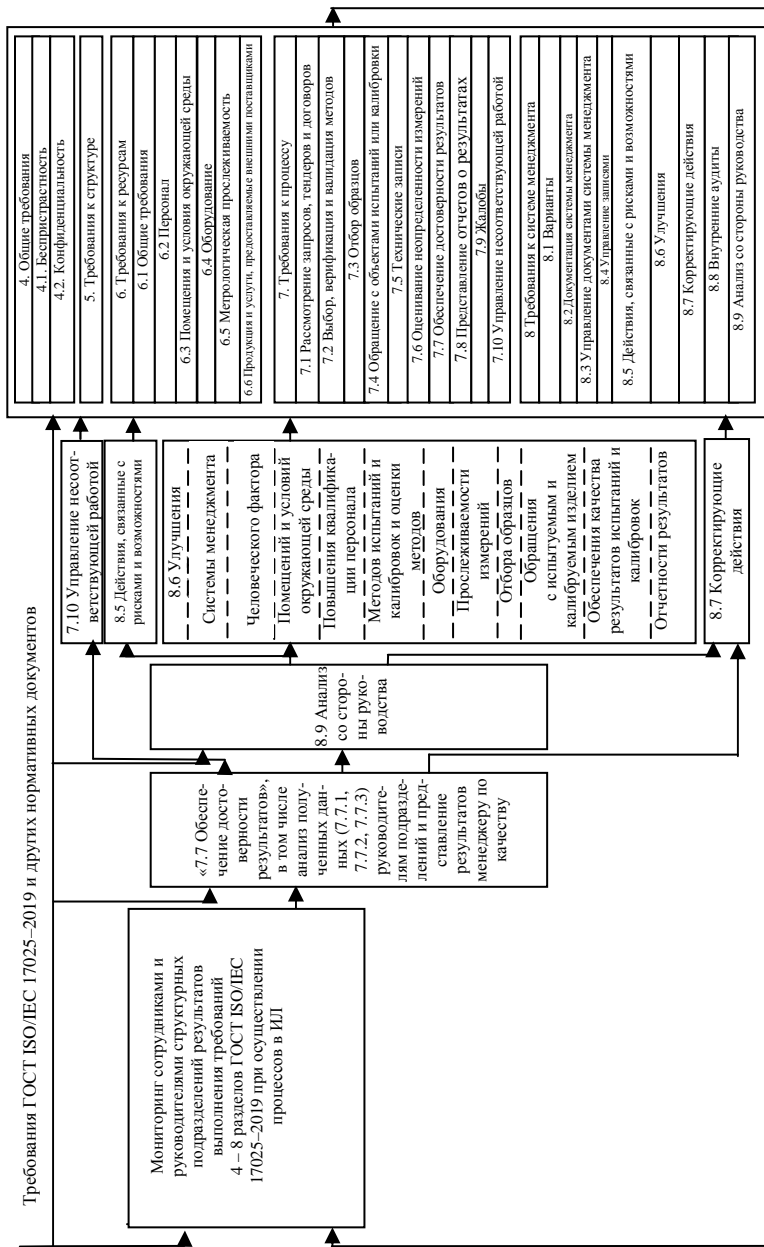 Требования ГОСТ ISO/IEC 17025–2019 и других нормативных документов
Мониторинг сотрудниками и
руководителями структурных
подразделений результатов
выполнения требований
4 – 8 разделов ГОСТ ISO/IEC
17025–2019 при осуществлении
процессов в ИЛ
«7.7 Обеспе-
чение досто-
верности
результатов»,
в том числе
анализ полу-
ченных дан-
ных (7.7.1,
7.7.2, 7.7.3)
руководите-
лям подразде-
лений и пред-
ставление
результатов
менеджеру по
качеству
8.9 Анализ
со сторо-
ны руко-
водства
7.10 Управление несоот-
ветствующей работой
8.5 Действия, связанные с
рисками и возможностями
8.6 Улучшения
Системы менеджмента
Человеческого фактора
Помещений и условий
окружающей среды
Повышения квалифика-
ции персонала
Методов испытаний и
калибровок и оценки
методов
Оборудования
Прослеживаемости
измерений
Отбора образцов
Обращения
с испытуемым и
калибруемым изделием
Обеспечения качества
результатов испытаний и
калибровок
Отчетности результатов
8.7 Корректирующие
действия
4. Общие требования
4.1. Беспристрастность
4.2. Конфиденциальность
5. Требования к структуре
6. Требования к ресурсам
6.1 Общие требования
6.2 Персонал
6.3 Помещения и условия окружающей среды
6.4 Оборудование
6.5 Метрологическая прослеживаемость
6.6 Продукция и услуги, предоставляемые внешними поставщиками
7. Требования к процессу
7.1 Рассмотрение запросов, тендеров и договоров
7.2 Выбор, верификация и валидация методов
7.3 Отбор образцов
7.4 Обращение с объектами испытаний или калибровки
7.5 Технические записи
7.6 Оценивание неопределенности измерений
7.7 Обеспечение достоверности результатов
7.8 Представление отчетов о результатах
7.9 Жалобы
7.10 Управление несоответствующей работой
8 Требования к системе менеджмента
8.1 Варианты
8.2 Документация системы менеджмента
8.3 Управление документами системы менеджмента
8.4 Управление записями
8.5 Действия, связанные с рисками и возможностями
8.6 Улучшения
8.7 Корректирующие действия
8.8 Внутренние аудиты
8.9 Анализ со стороны руководства